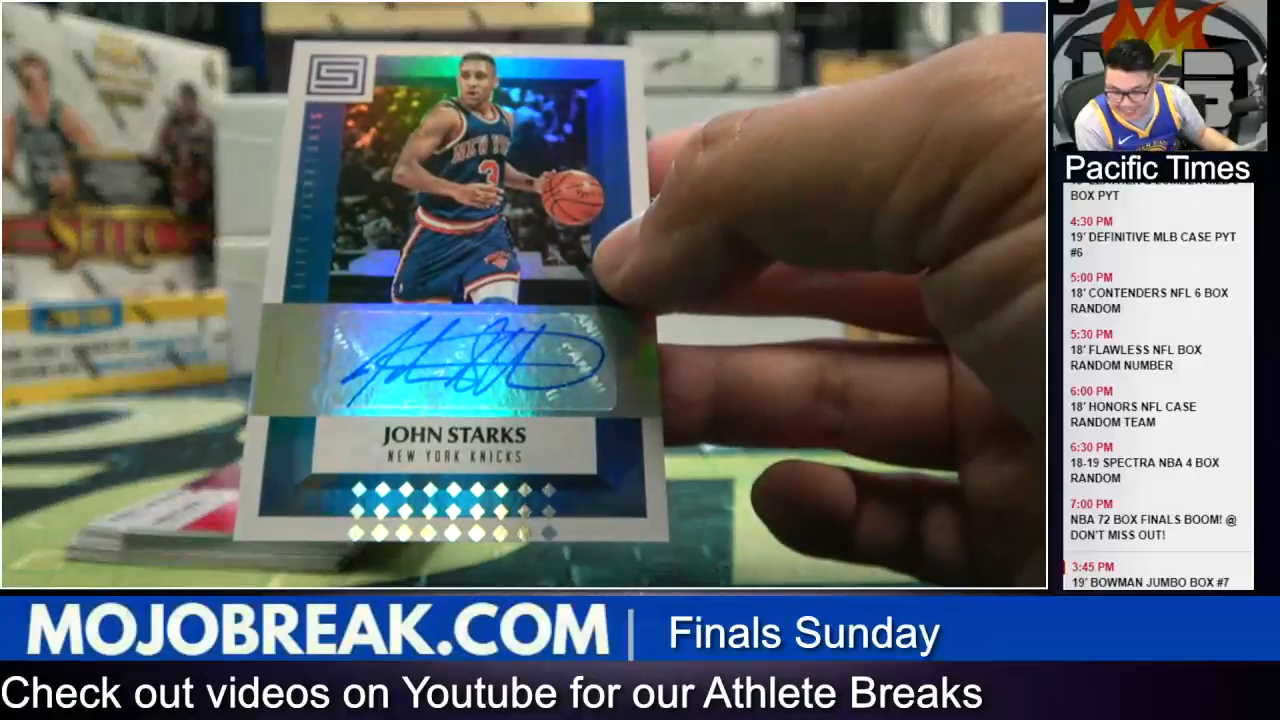 SELECT
NEW YO
3
JOHN STARKS
NEW YORK KNICKS
Pacific Times
BOX PYT
4:30 PM
19' DEFINITIVE MLB CASE PYT
#6
5:00 PM
18' CONTENDERS NFL 6 BOX
RANDOM
5:30 PM
18' FLAWLESS NFL BOX
RANDOM NUMBER
6:00 PM
18' HONORS NFL CASE
RANDOM TEAM
6:30 PM
18-19 SPECTRA NBA 4 BOX
RANDOM
7:00 PM
NBA 72 BOX FINALS BOOM! @
DON'T MISS OUT!
3:45 PM
19' BOWMAN JUMBO BOX #7
MOJOBREAK.COM | Finals Sunday
Check out videos on Youtube for our Athlete Breaks